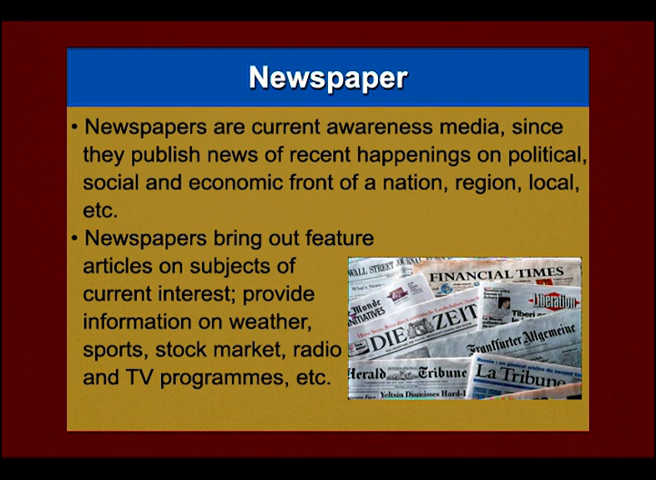 Newspaper
• Newspapers are current awareness media, since
they publish news of recent happenings on political,
social and economic front of a nation, region, local,
etc.
• Newspapers bring out feature
articles on subjects of
current interest; provide
information on weather,
sports, stock market, radio
and TV programmes, etc.
WALL STREET JOURNAL
What's News
FINANCIAL TIMES
Le Monde
INITIATIVES
Libération
DIE ZEIT
Frankfurter Allgemeine
Herald Tribune
La Tribune
Yeltsin Dismisses Hard-l